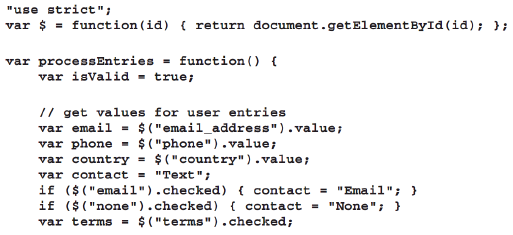 "use strict";
var $ = function(id) { return document.getElementById(id); };
var processEntries = function() {
var isValid = true;
// get values for user entries
var email = $("email_address").value;
var phone = $("phone").value;
var country = $("country").value;
var contact = "Text";
if ($("email").checked) { contact = "Email"; }
if ($("none").checked) { contact = "None"; }
var terms = $("terms").checked;